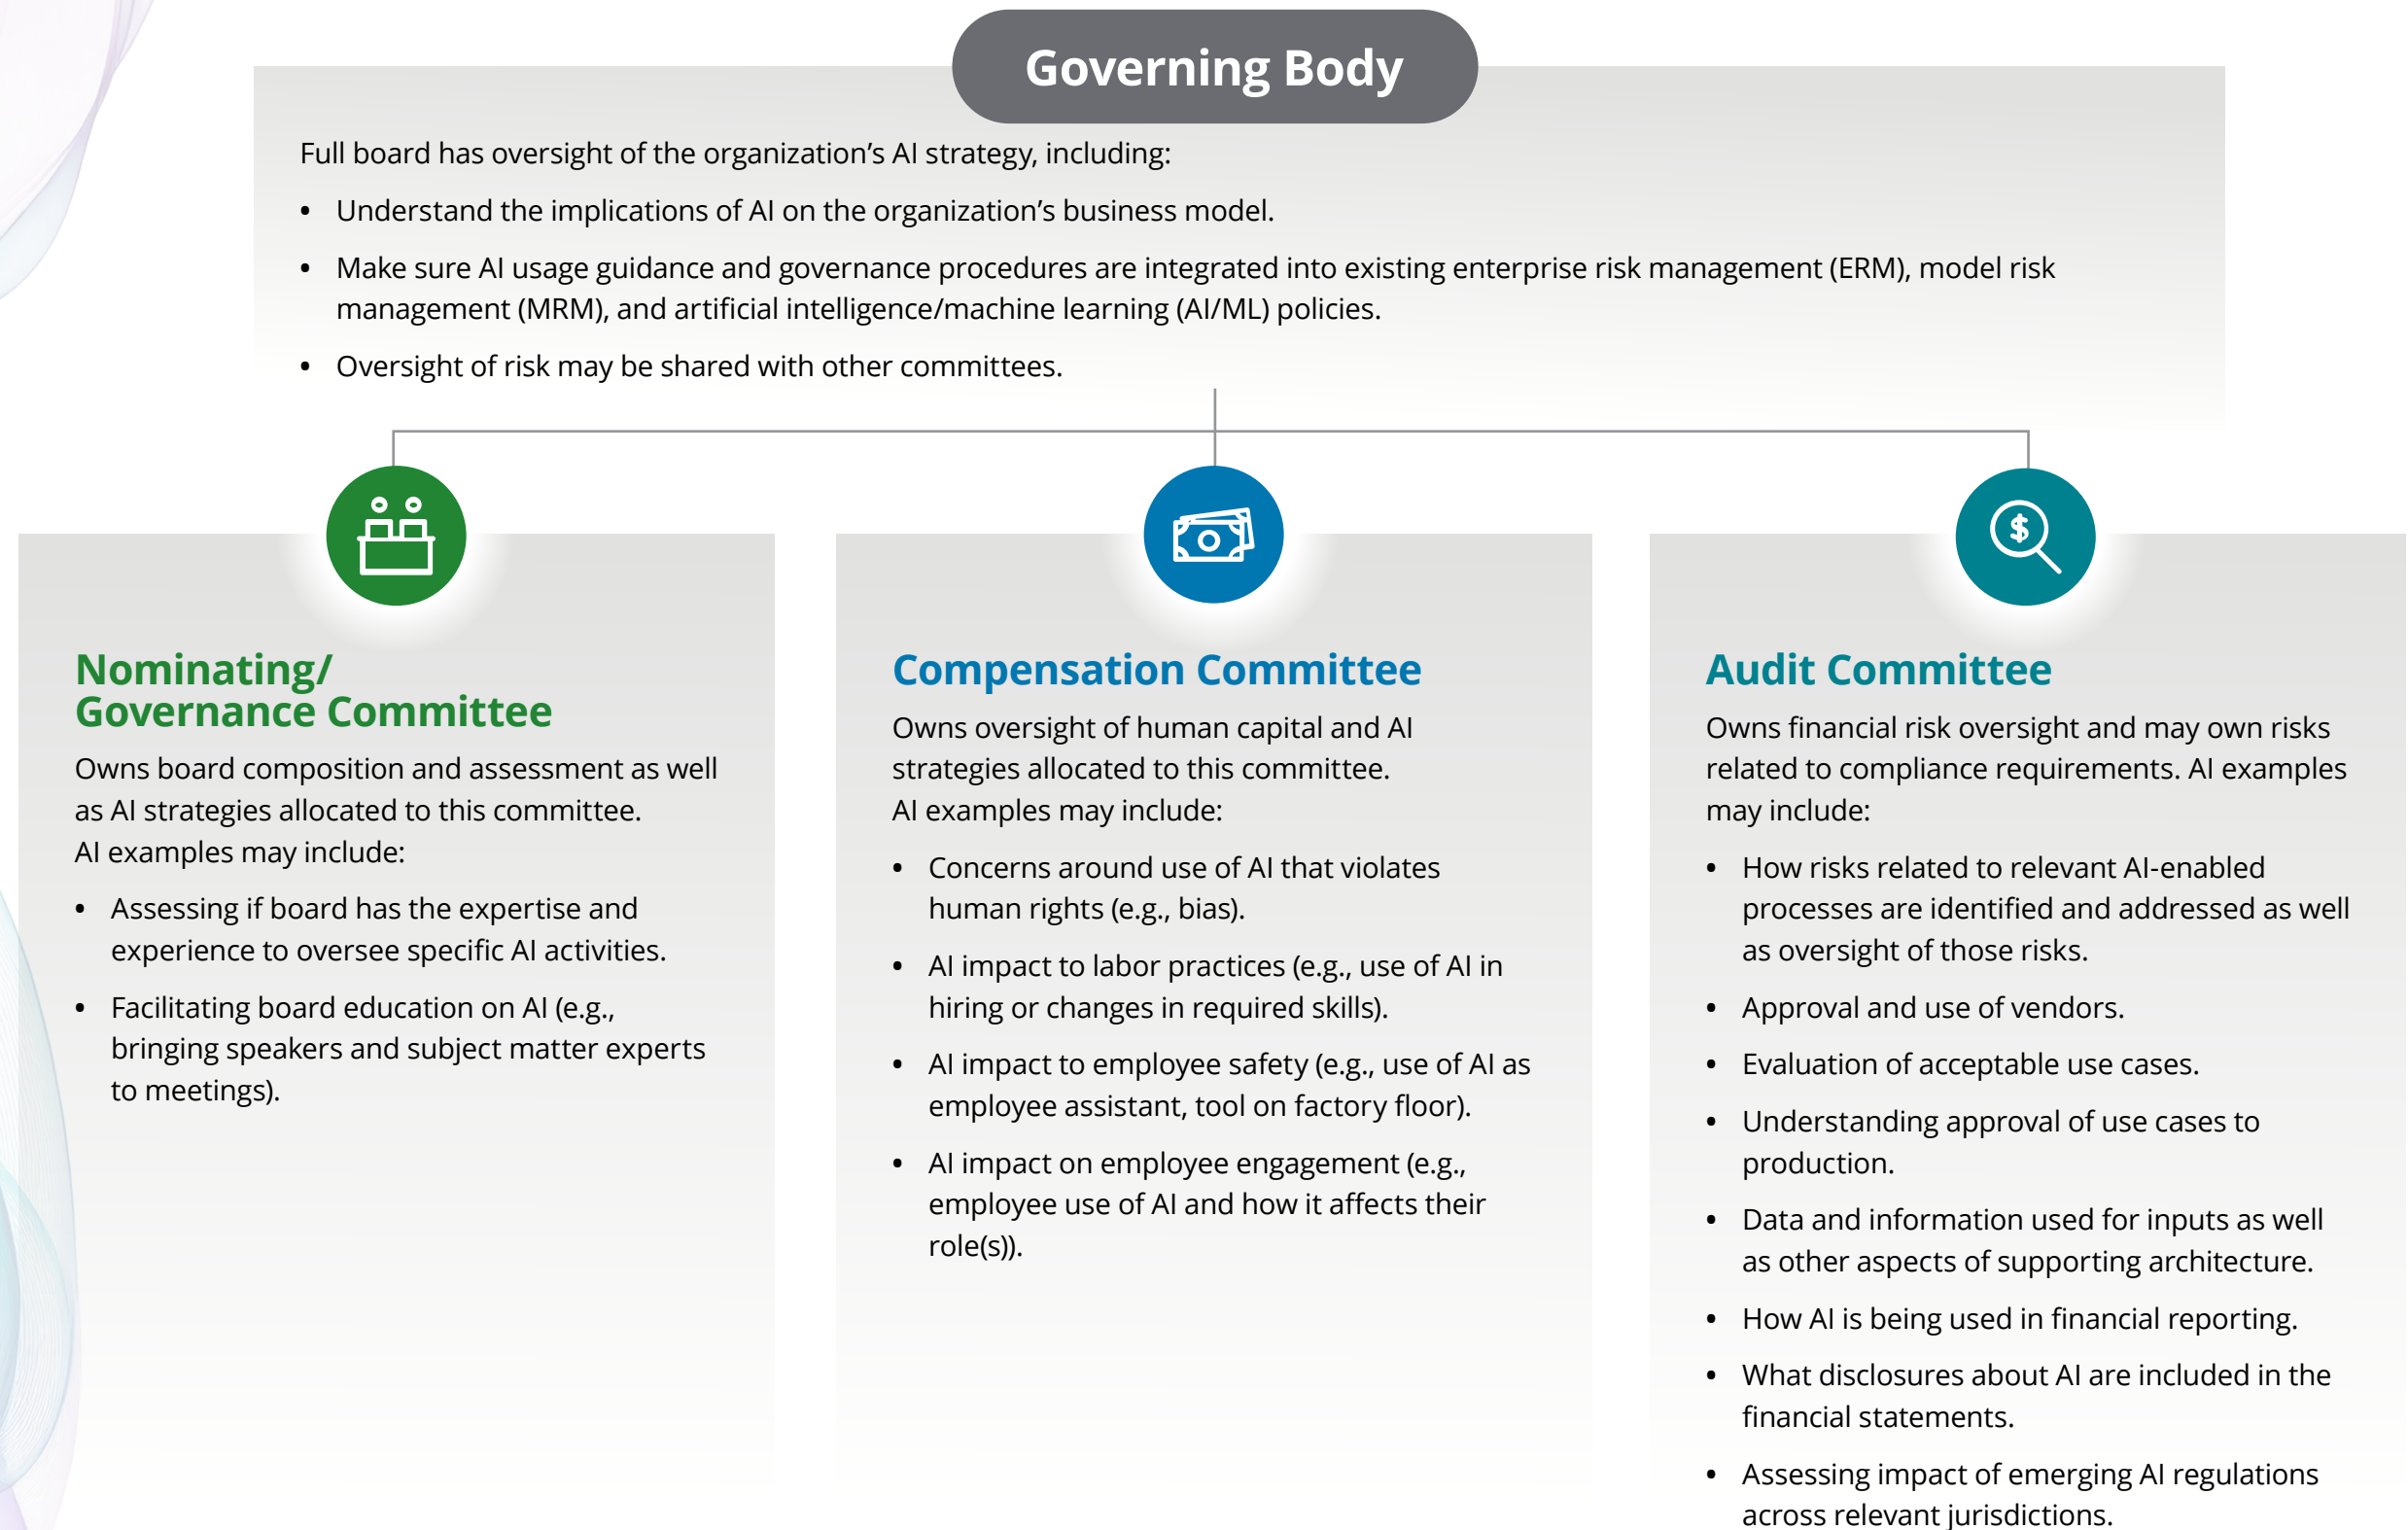 Governing Body
Full board has oversight of the organization’s AI strategy, including:
• Understand the implications of AI on the organization’s business model.
• Make sure AI usage guidance and governance procedures are integrated into existing enterprise risk management (ERM), model risk
management (MRM), and artificial intelligence/machine learning (AI/ML) policies.
• Oversight of risk may be shared with other committees.
Nominating/
Governance Committee
Owns board composition and assessment as well
as AI strategies allocated to this committee.
AI examples may include:
• Assessing if board has the expertise and
experience to oversee specific AI activities.
• Facilitating board education on AI (e.g.,
bringing speakers and subject matter experts
to meetings).
Compensation Committee
Owns oversight of human capital and AI
strategies allocated to this committee.
AI examples may include:
• Concerns around use of AI that violates
human rights (e.g., bias).
• AI impact to labor practices (e.g., use of AI in
hiring or changes in required skills).
• AI impact to employee safety (e.g., use of AI as
employee assistant, tool on factory floor).
• AI impact on employee engagement (e.g.,
employee use of AI and how it affects their
role(s)).
$
Audit Committee
Owns financial risk oversight and may own risks
related to compliance requirements. AI examples
may include:
• How risks related to relevant AI-enabled
processes are identified and addressed as well
as oversight of those risks.
• Approval and use of vendors.
• Evaluation of acceptable use cases.
• Understanding approval of use cases to
production.
• Data and information used for inputs as well
as other aspects of supporting architecture.
• How AI is being used in financial reporting.
• What disclosures about AI are included in the
financial statements.
• Assessing impact of emerging AI regulations
across relevant jurisdictions.